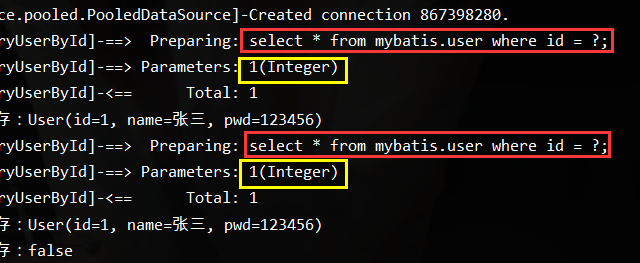 ce.pooled.PooledDataSource]-Created connection 867398280.
ryUserById]-==>  Preparing: select * from mybatis.user where id = ?;
ryUserById]-==> Parameters: 1(Integer)
ryUserById]-<==      Total: 1
存：User(id=1, name=张三, pwd=123456)
ryUserById]-==>  Preparing: select * from mybatis.user where id = ?;
ryUserById]-==> Parameters: 1(Integer)
ryUserById]-<==      Total: 1
存：User(id=1, name=张三, pwd=123456)
存：false